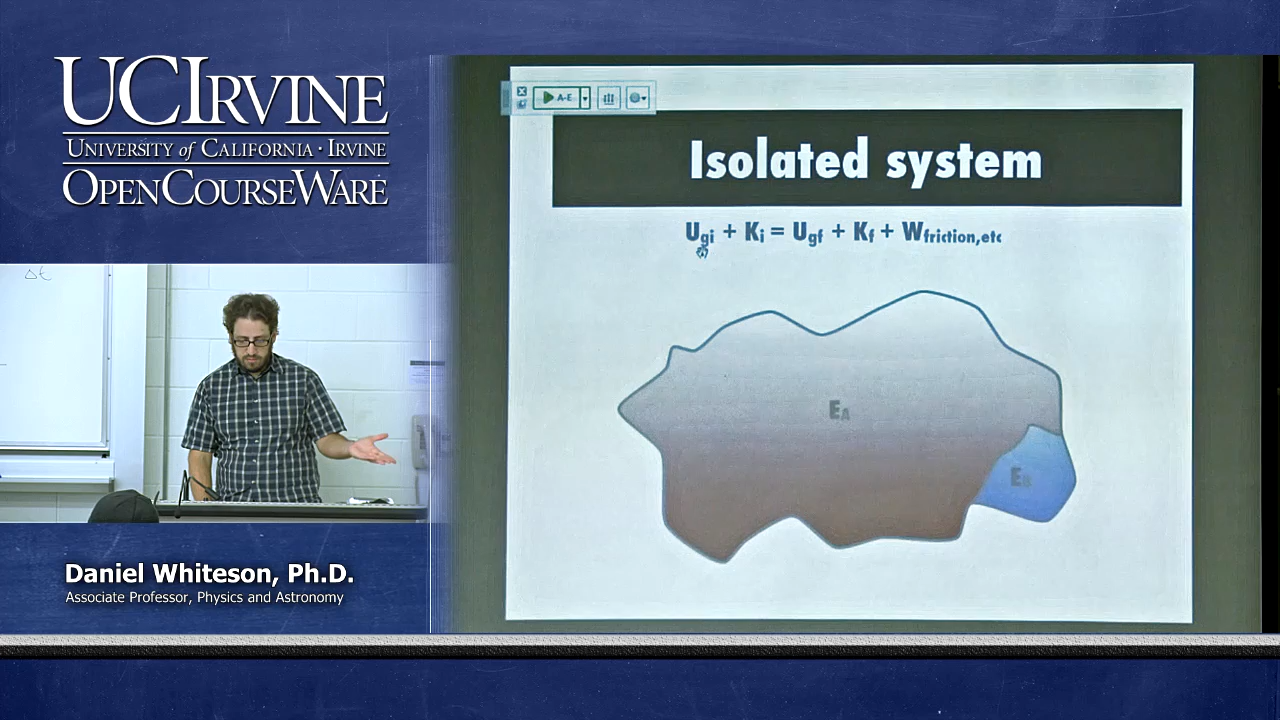 UCIRVINE
UNIVERSITY of CALIFORNIA · IRVINE
OPENCOURSEWARE
Δt
Daniel Whiteson, Ph.D.
Associate Professor, Physics and Astronomy
A-E
Isolated system
Ugi + Ki = Ugf + Kf + Wfriction,etc
EA
EB